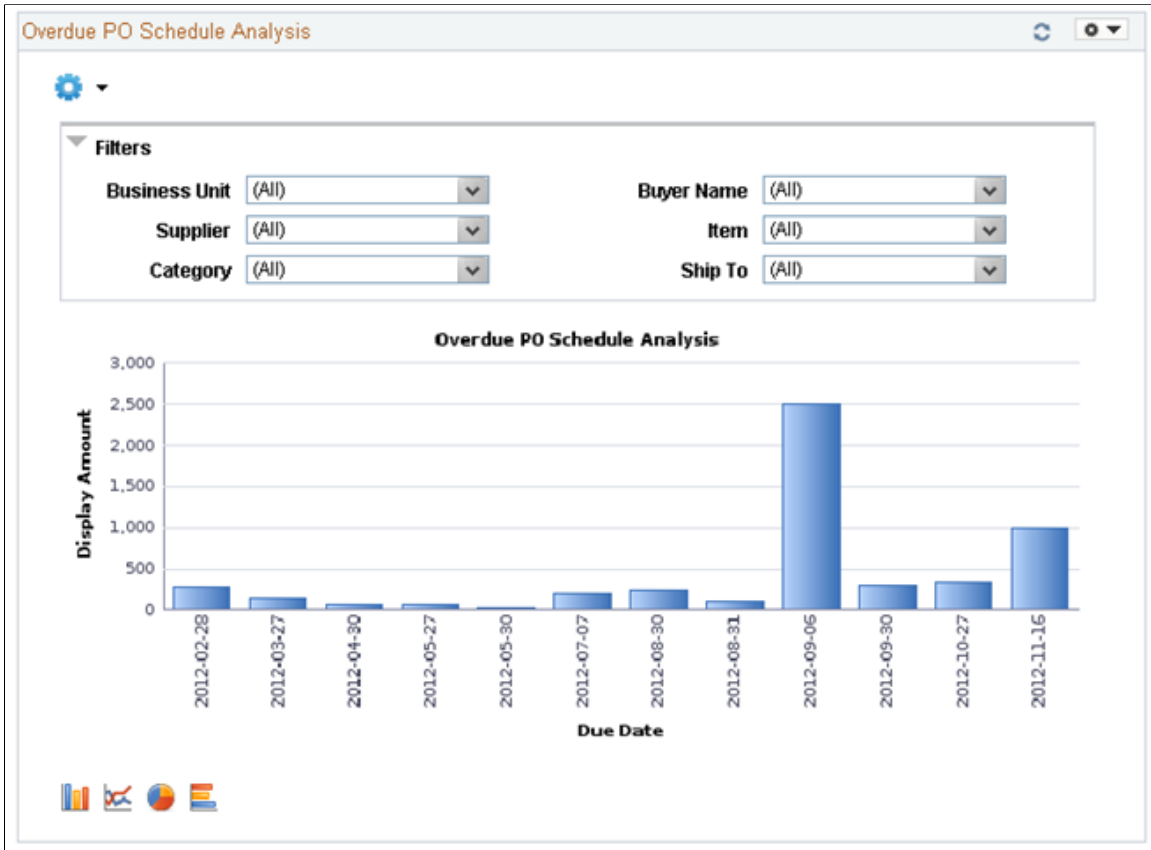 Overdue PO Schedule Analysis
Filters
Business Unit (All) Buyer Name (All)
Supplier (All) Item (All)
Category (All) Ship To (All)
Overdue PO Schedule Analysis
Display Amount
3,000
2,500
2,000
1,500
1,000
500
0
2012-02-28
2012-03-27
2012-04-30
2012-05-27
2012-05-30
2012-07-07
2012-08-30
2012-08-31
2012-09-06
2012-09-30
2012-10-27
2012-11-16
Due Date